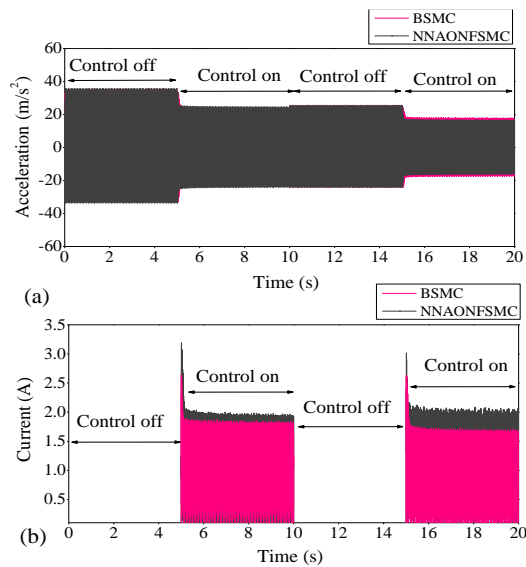 BSMC
NNAONFSMC
Control off
Control on
Control off
Control on
Acceleration (m/s²)
60
40
20
0
-20
-40
-60
0 2 4 6 8 10 12 14 16 18 20
Time (s)
(a)
BSMC
NNAONFSMC
Current (A)
3.5
3.0
2.5
2.0
1.5
1.0
0.5
Control on
Control on
Control off
Control off
0 2 4 6 8 10 12 14 16 18 20
Time (s)
(b)